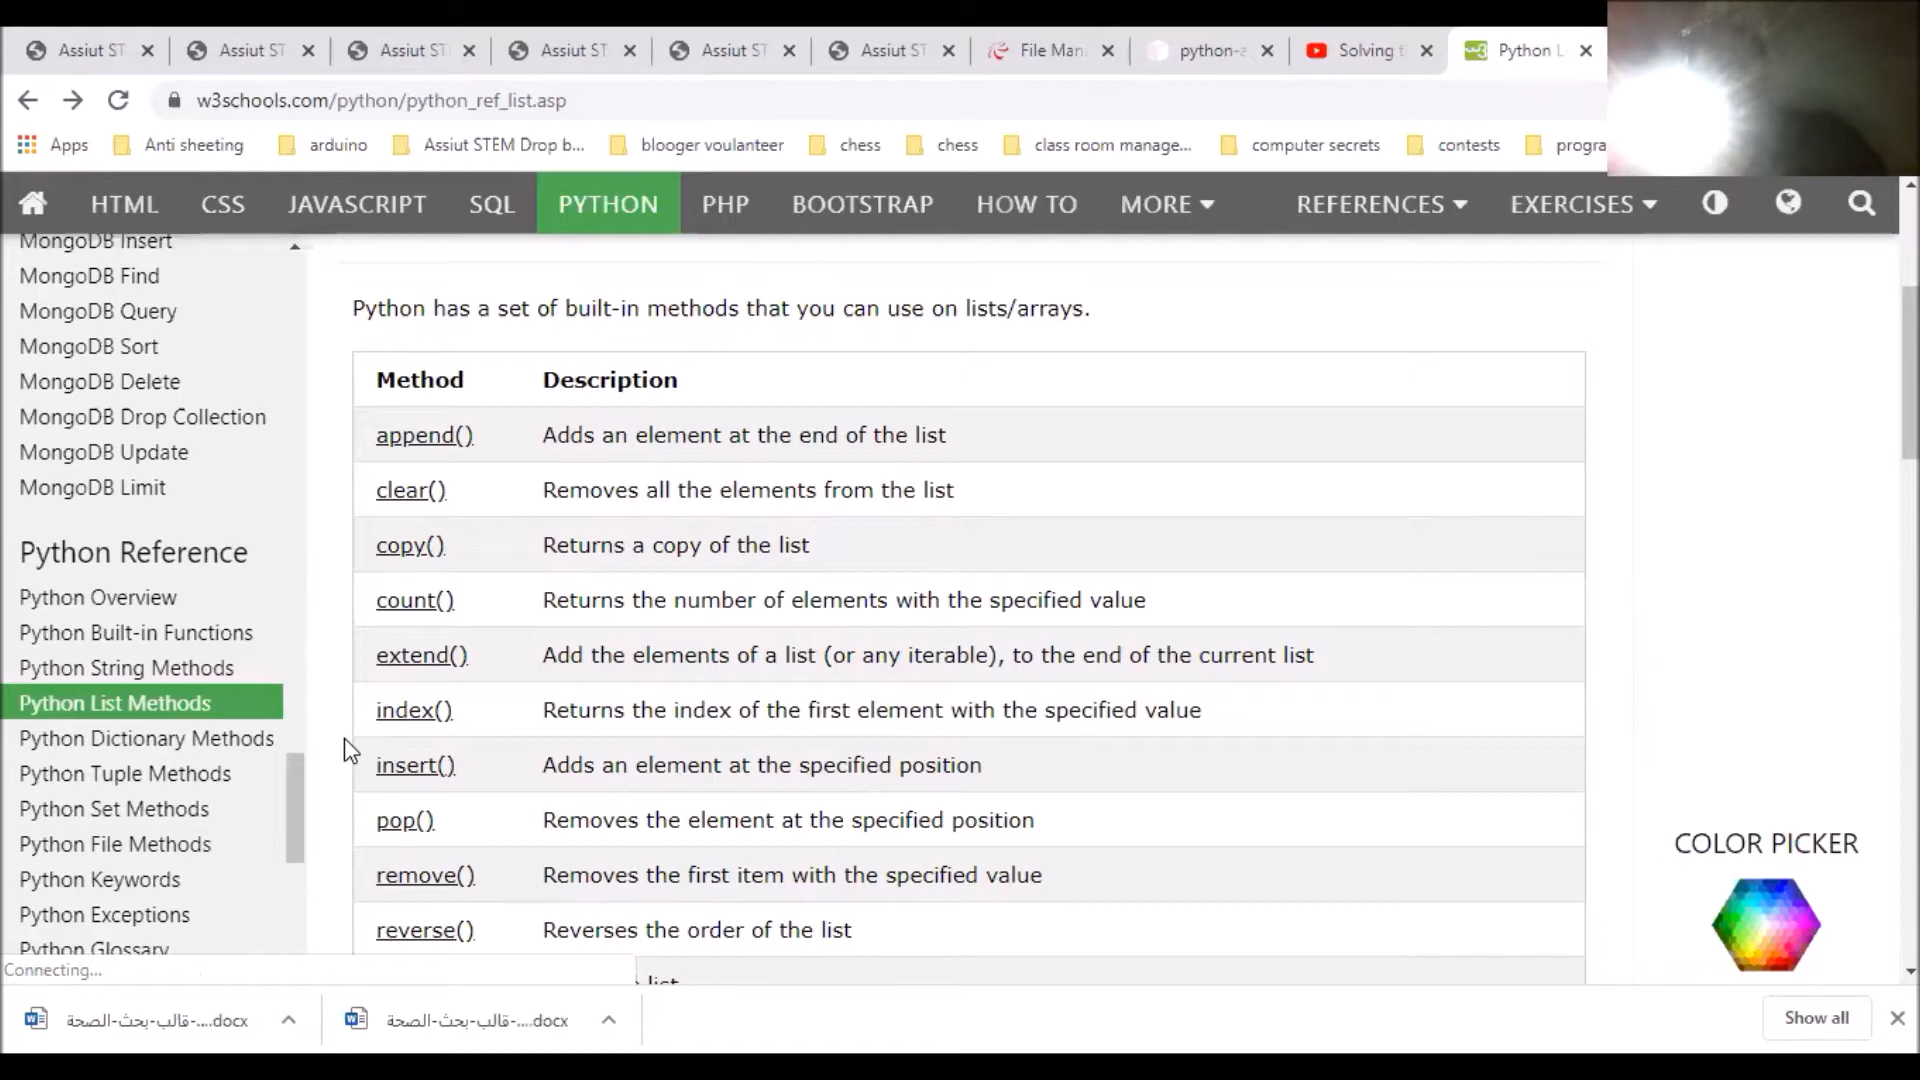 Assiut ST
Assiut ST
Assiut ST
Assiut ST
Assiut ST
Assiut ST
File Man
python-a
Solving t
Python L
w3schools.com/python/python_ref_list.asp
Apps
Anti sheeting
arduino
Assiut STEM Drop b...
blooger voulanteer
chess
chess
class room manage...
computer secrets
contests
progra
HTML
CSS
JAVASCRIPT
SQL
PYTHON
PHP
BOOTSTRAP
HOW TO
MORE
REFERENCES
EXERCISES
MongoDB Insert
MongoDB Find
MongoDB Query
MongoDB Sort
MongoDB Delete
MongoDB Drop Collection
MongoDB Update
MongoDB Limit
Python Reference
Python Overview
Python Built-in Functions
Python String Methods
Python List Methods
Python Dictionary Methods
Python Tuple Methods
Python Set Methods
Python File Methods
Python Keywords
Python Exceptions
Python Glossary
Python has a set of built-in methods that you can use on lists/arrays.
Method Description
append() Adds an element at the end of the list
clear() Removes all the elements from the list
copy() Returns a copy of the list
count() Returns the number of elements with the specified value
extend() Add the elements of a list (or any iterable), to the end of the current list
index() Returns the index of the first element with the specified value
insert() Adds an element at the specified position
pop() Removes the element at the specified position
remove() Removes the first item with the specified value
reverse() Reverses the order of the list
list
COLOR PICKER
Connecting...
قالب-بحث-الصحة-....docx
قالب-بحث-الصحة-....docx
Show all